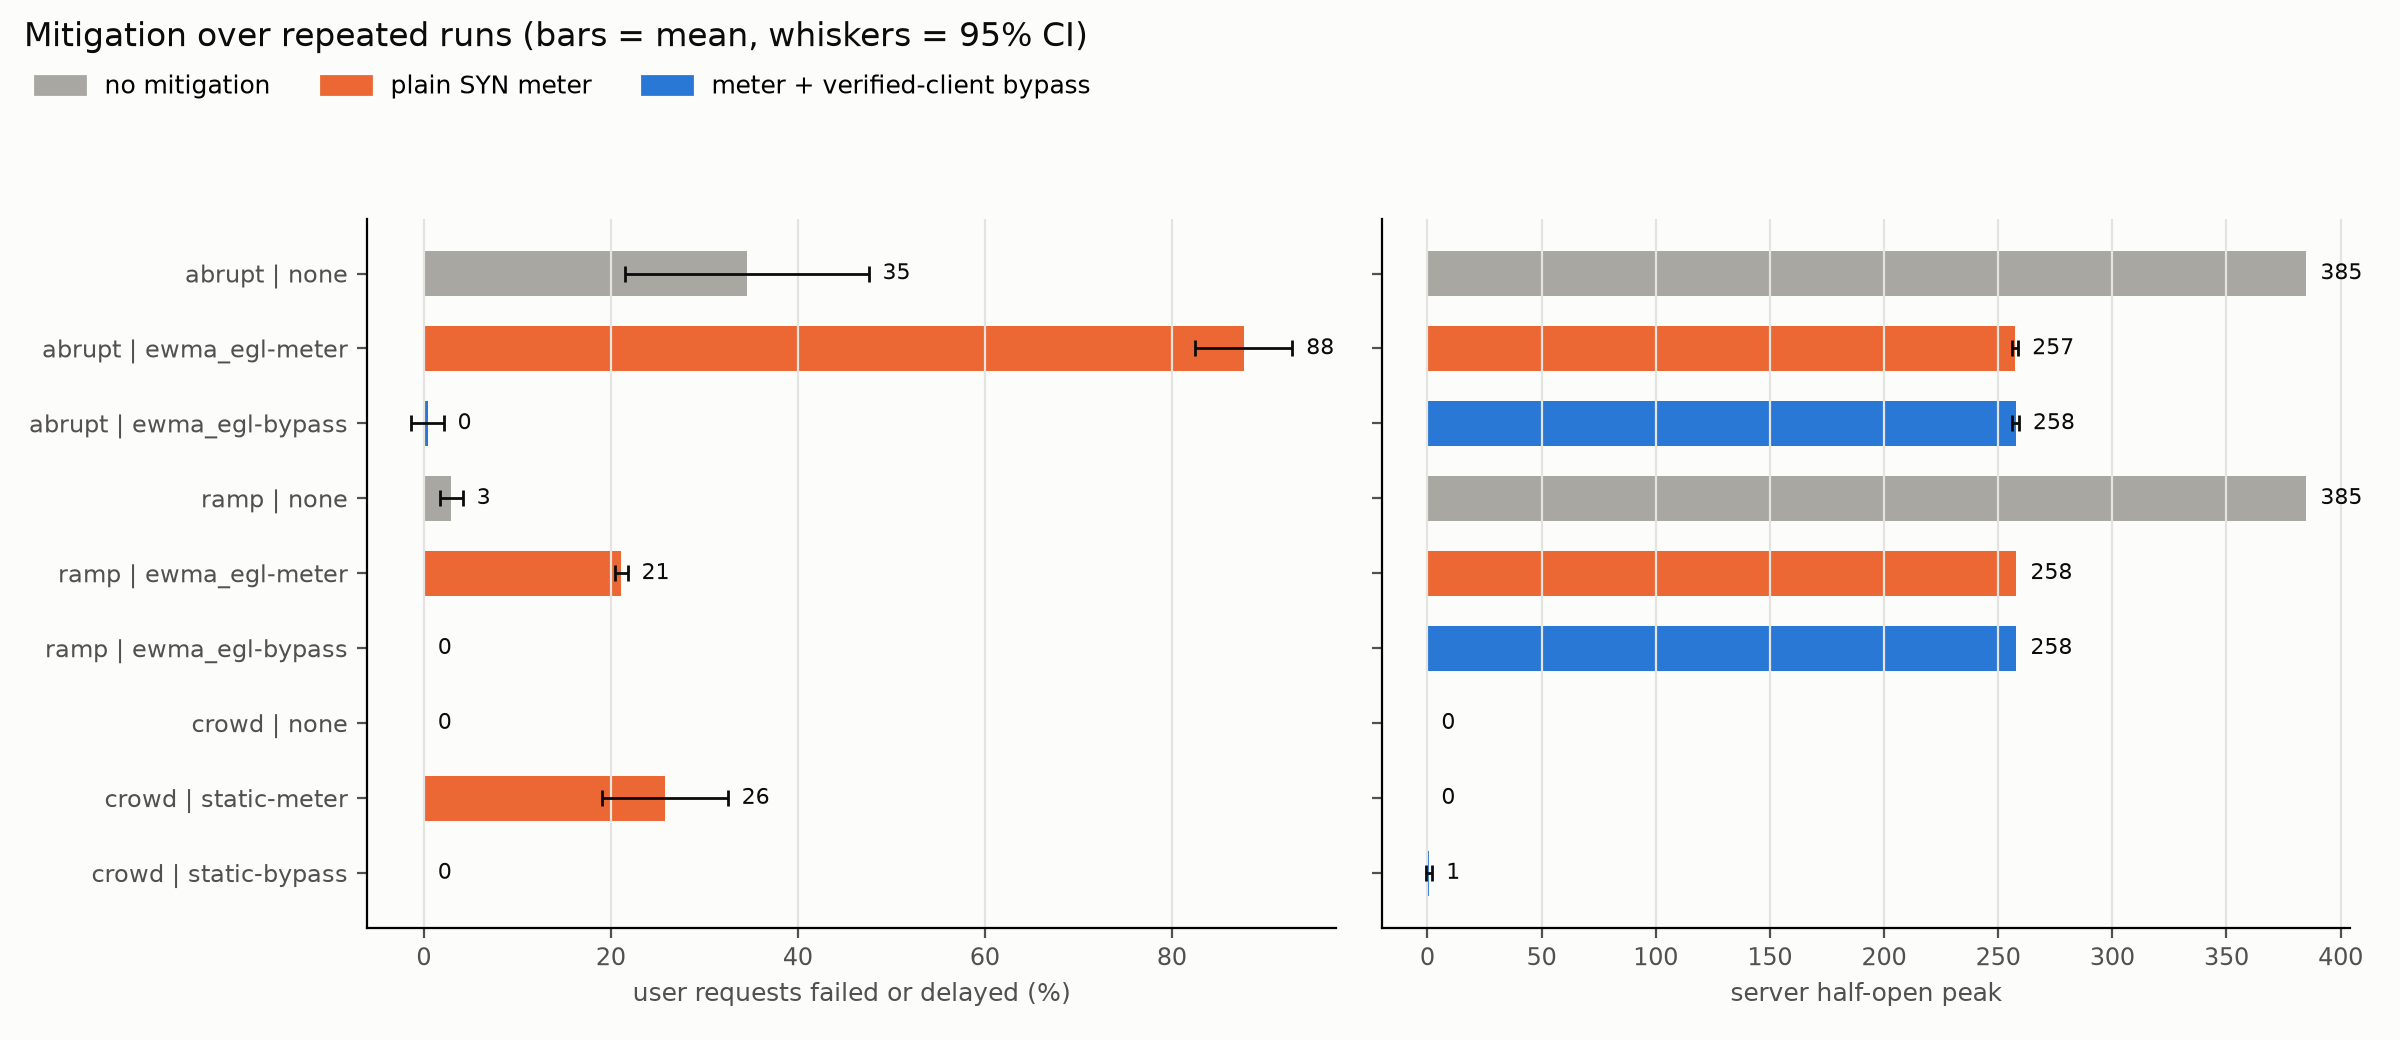 Mitigation over repeated runs (bars = mean, whiskers = 95% CI)
no mitigation plain SYN meter meter + verified-client bypass
abrupt | none 35 385
abrupt | ewma_egl-meter 88 257
abrupt | ewma_egl-bypass 0 258
ramp | none 3 385
ramp | ewma_egl-meter 21 258
ramp | ewma_egl-bypass 0 258
crowd | none 0 0
crowd | static-meter 26 0
crowd | static-bypass 0 1
0 20 40 60 80 0 50 100 150 200 250 300 350 400
user requests failed or delayed (%) server half-open peak